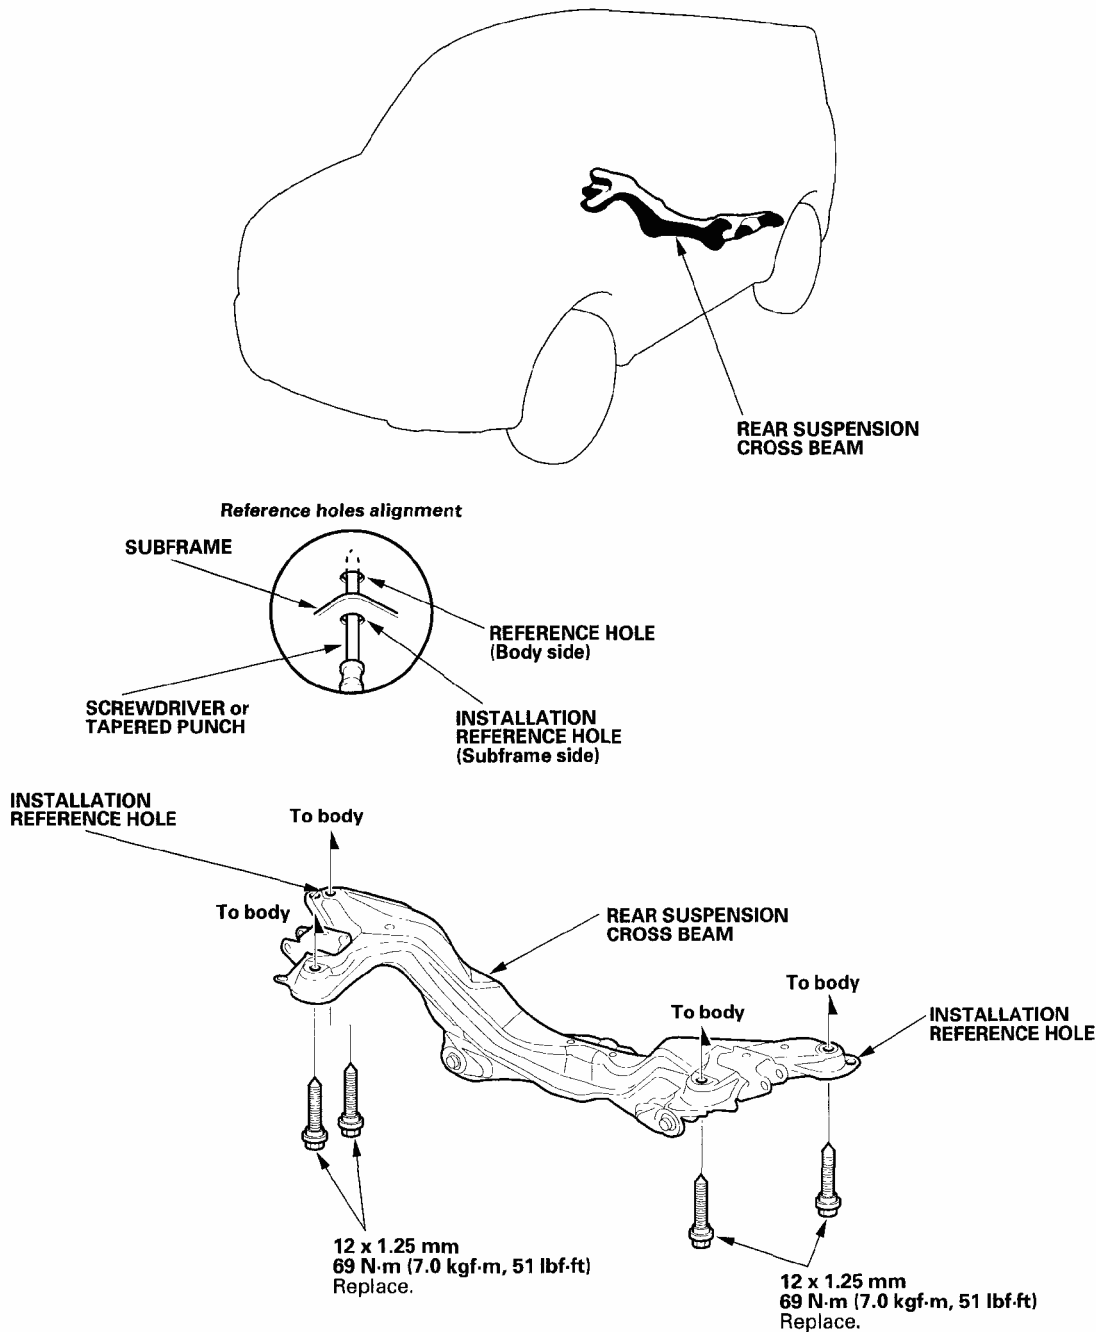 REAR SUSPENSION
CROSS BEAM
Reference holes alignment
SUBFRAME
REFERENCE HOLE
(Body side)
SCREWDRIVER or
TAPERED PUNCH
INSTALLATION
REFERENCE HOLE
(Subframe side)
INSTALLATION
REFERENCE HOLE
To body
To body
REAR SUSPENSION
CROSS BEAM
To body
To body
INSTALLATION
REFERENCE HOLE
12 x 1.25 mm
69 N·m (7.0 kgf·m, 51 lbf·ft)
Replace.
12 x 1.25 mm
69 N·m (7.0 kgf·m, 51 lbf·ft)
Replace.